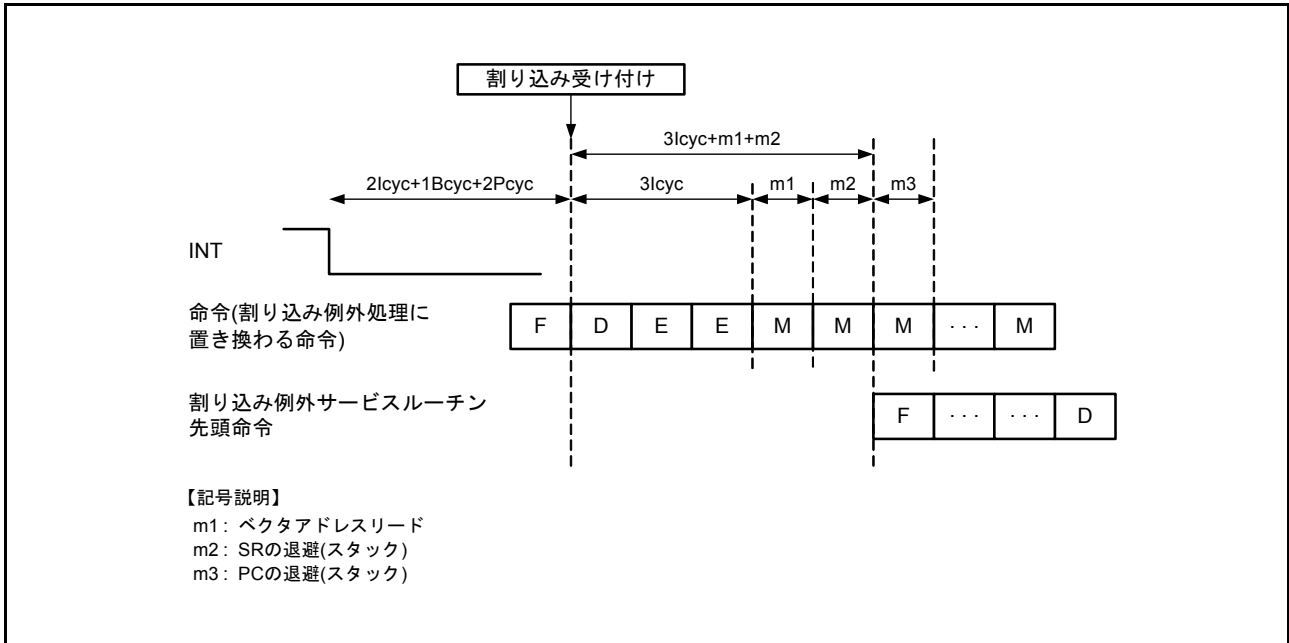 割り込み受け付け
3Icyc+m1+m2
2Icyc+1Bcyc+2Pcyc
3Icyc
m1
m2
m3
INT
命令(割り込み例外処理に
置き換わる命令)
F D E E M M M ･･･ M
割り込み例外サービスルーチン
先頭命令
F ･･･ ･･･ D
【記号説明】
m1 : ベクタアドレスリード
m2 : SRの退避(スタック)
m3 : PCの退避(スタック)